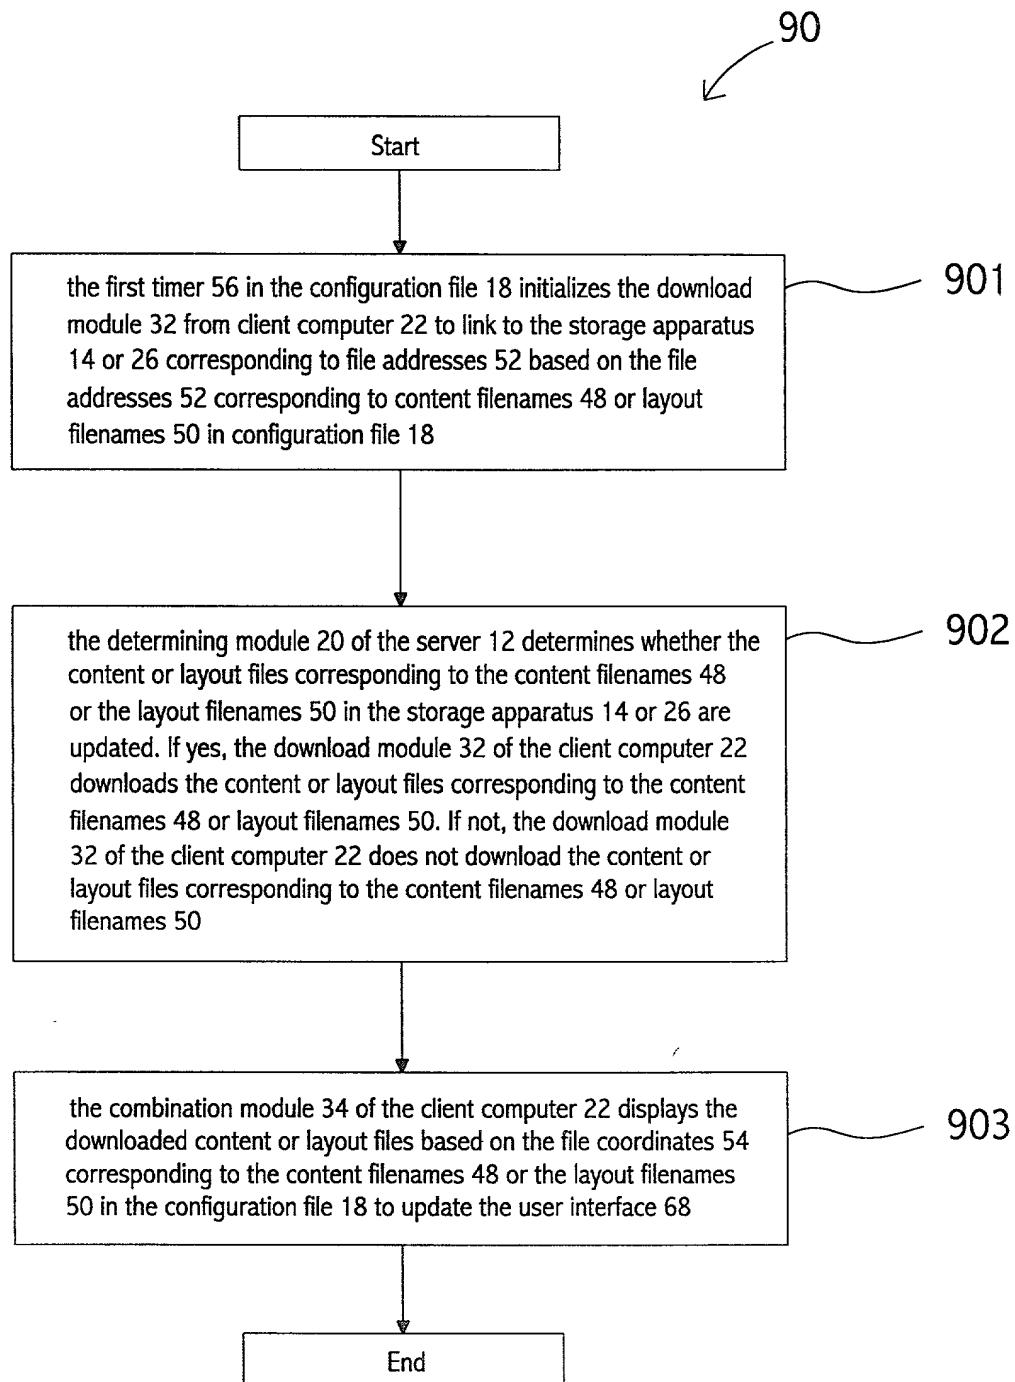 90
Start
the first timer 56 in the configuration file 18 initializes the download
module 32 from client computer 22 to link to the storage apparatus
14 or 26 corresponding to file addresses 52 based on the file
addresses 52 corresponding to content filenames 48 or layout
filenames 50 in configuration file 18
901
the determining module 20 of the server 12 determines whether the
content or layout files corresponding to the content filenames 48
or the layout filenames 50 in the storage apparatus 14 or 26 are
updated. If yes, the download module 32 of the client computer 22
downloads the content or layout files corresponding to the content
filenames 48 or layout filenames 50. If not, the download module
32 of the client computer 22 does not download the content or
layout files corresponding to the content filenames 48 or layout
filenames 50
902
the combination module 34 of the client computer 22 displays the
downloaded content or layout files based on the file coordinates 54
corresponding to the content filenames 48 or the layout filenames
50 in the configuration file 18 to update the user interface 68
903
End